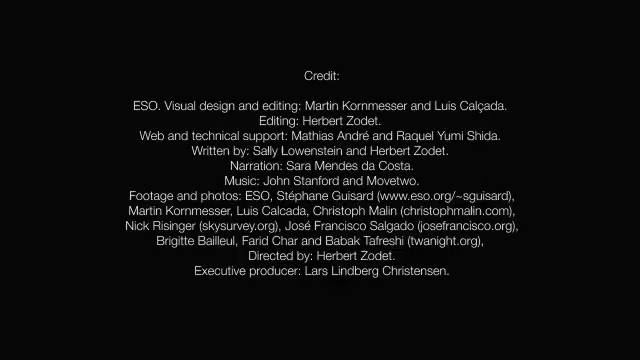 Credit:
ESO. Visual design and editing: Martin Kornmesser and Luis Calçada.
Editing: Herbert Zodet.
Web and technical support: Mathias André and Raquel Yumi Shida.
Written by: Sally Lowenstein and Herbert Zodet.
Narration: Sara Mendes da Costa.
Music: John Stanford and Movetwo.
Footage and photos: ESO, Stéphane Guisard (www.eso.org/~sguisard),
Martin Kornmesser, Luis Calcada, Christoph Malin (christophmalin.com),
Nick Risinger (skysurvey.org), José Francisco Salgado (josefrancisco.org),
Brigitte Bailleul, Farid Char and Babak Tafreshi (twanight.org),
Directed by: Herbert Zodet.
Executive producer: Lars Lindberg Christensen.